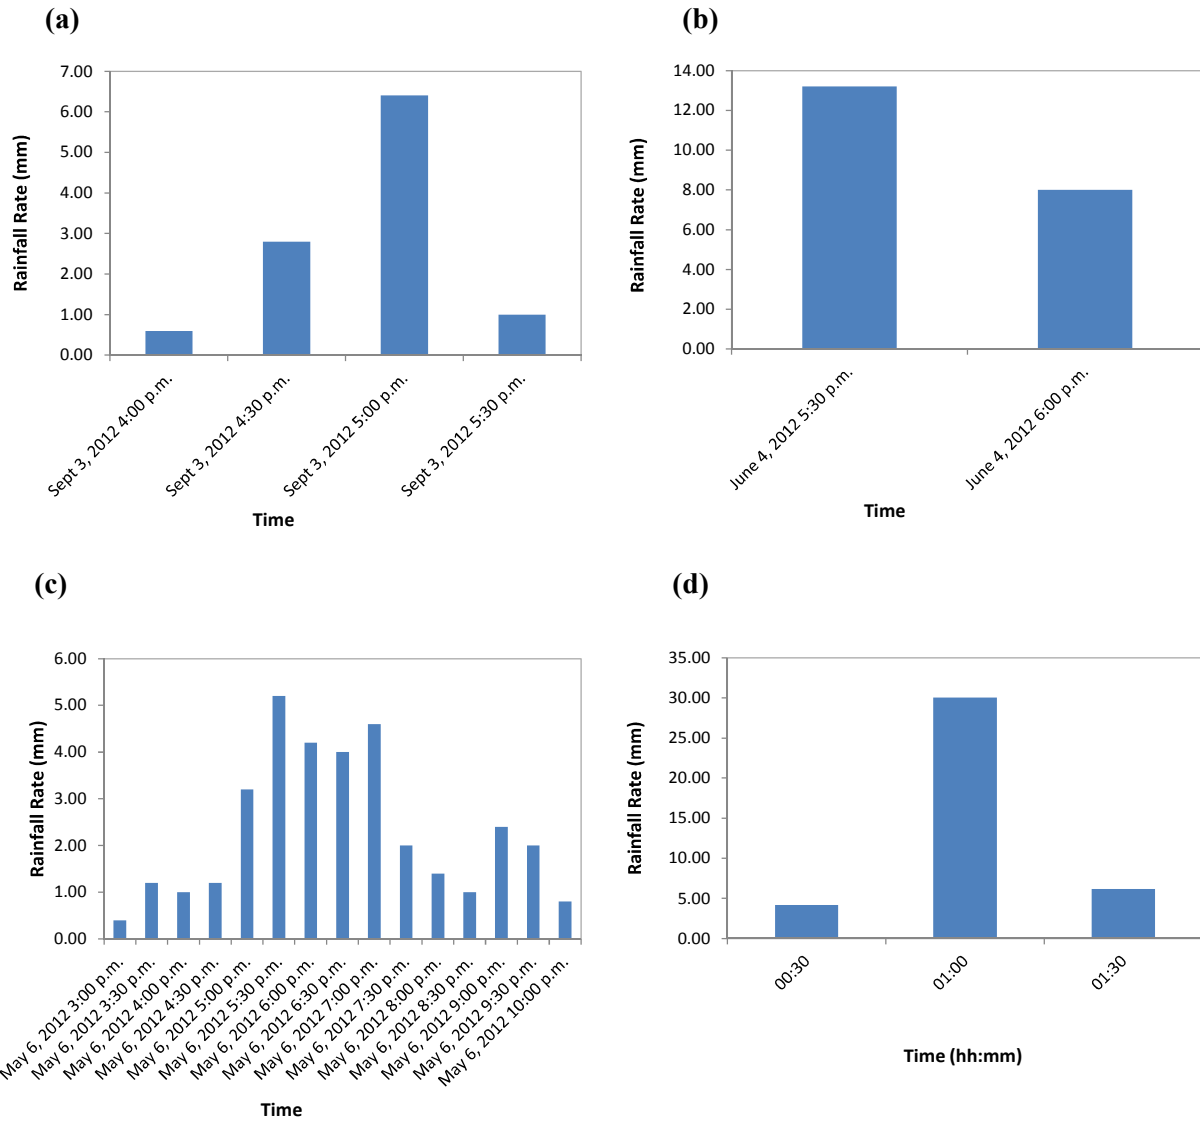 (a)
7.00
6.00
5.00
4.00
3.00
2.00
1.00
0.00
Rainfall Rate (mm)
Sept 3, 2012 4:00 p.m.
Sept 3, 2012 4:30 p.m.
Sept 3, 2012 5:00 p.m.
Sept 3, 2012 5:30 p.m.
Time
(b)
14.00
12.00
10.00
8.00
6.00
4.00
2.00
0.00
Rainfall Rate (mm)
June 4, 2012 5:30 p.m.
June 4, 2012 6:00 p.m.
Time
(c)
6.00
5.00
4.00
3.00
2.00
1.00
0.00
Rainfall Rate (mm)
May 6, 2012 3:00 p.m.
May 6, 2012 3:30 p.m.
May 6, 2012 4:00 p.m.
May 6, 2012 4:30 p.m.
May 6, 2012 5:00 p.m.
May 6, 2012 5:30 p.m.
May 6, 2012 6:00 p.m.
May 6, 2012 6:30 p.m.
May 6, 2012 7:00 p.m.
May 6, 2012 7:30 p.m.
May 6, 2012 8:00 p.m.
May 6, 2012 8:30 p.m.
May 6, 2012 9:00 p.m.
May 6, 2012 9:30 p.m.
May 6, 2012 10:00 p.m.
Time
(d)
35.00
30.00
25.00
20.00
15.00
10.00
5.00
0.00
Rainfall Rate (mm)
00:30
01:00
01:30
Time (hh:mm)